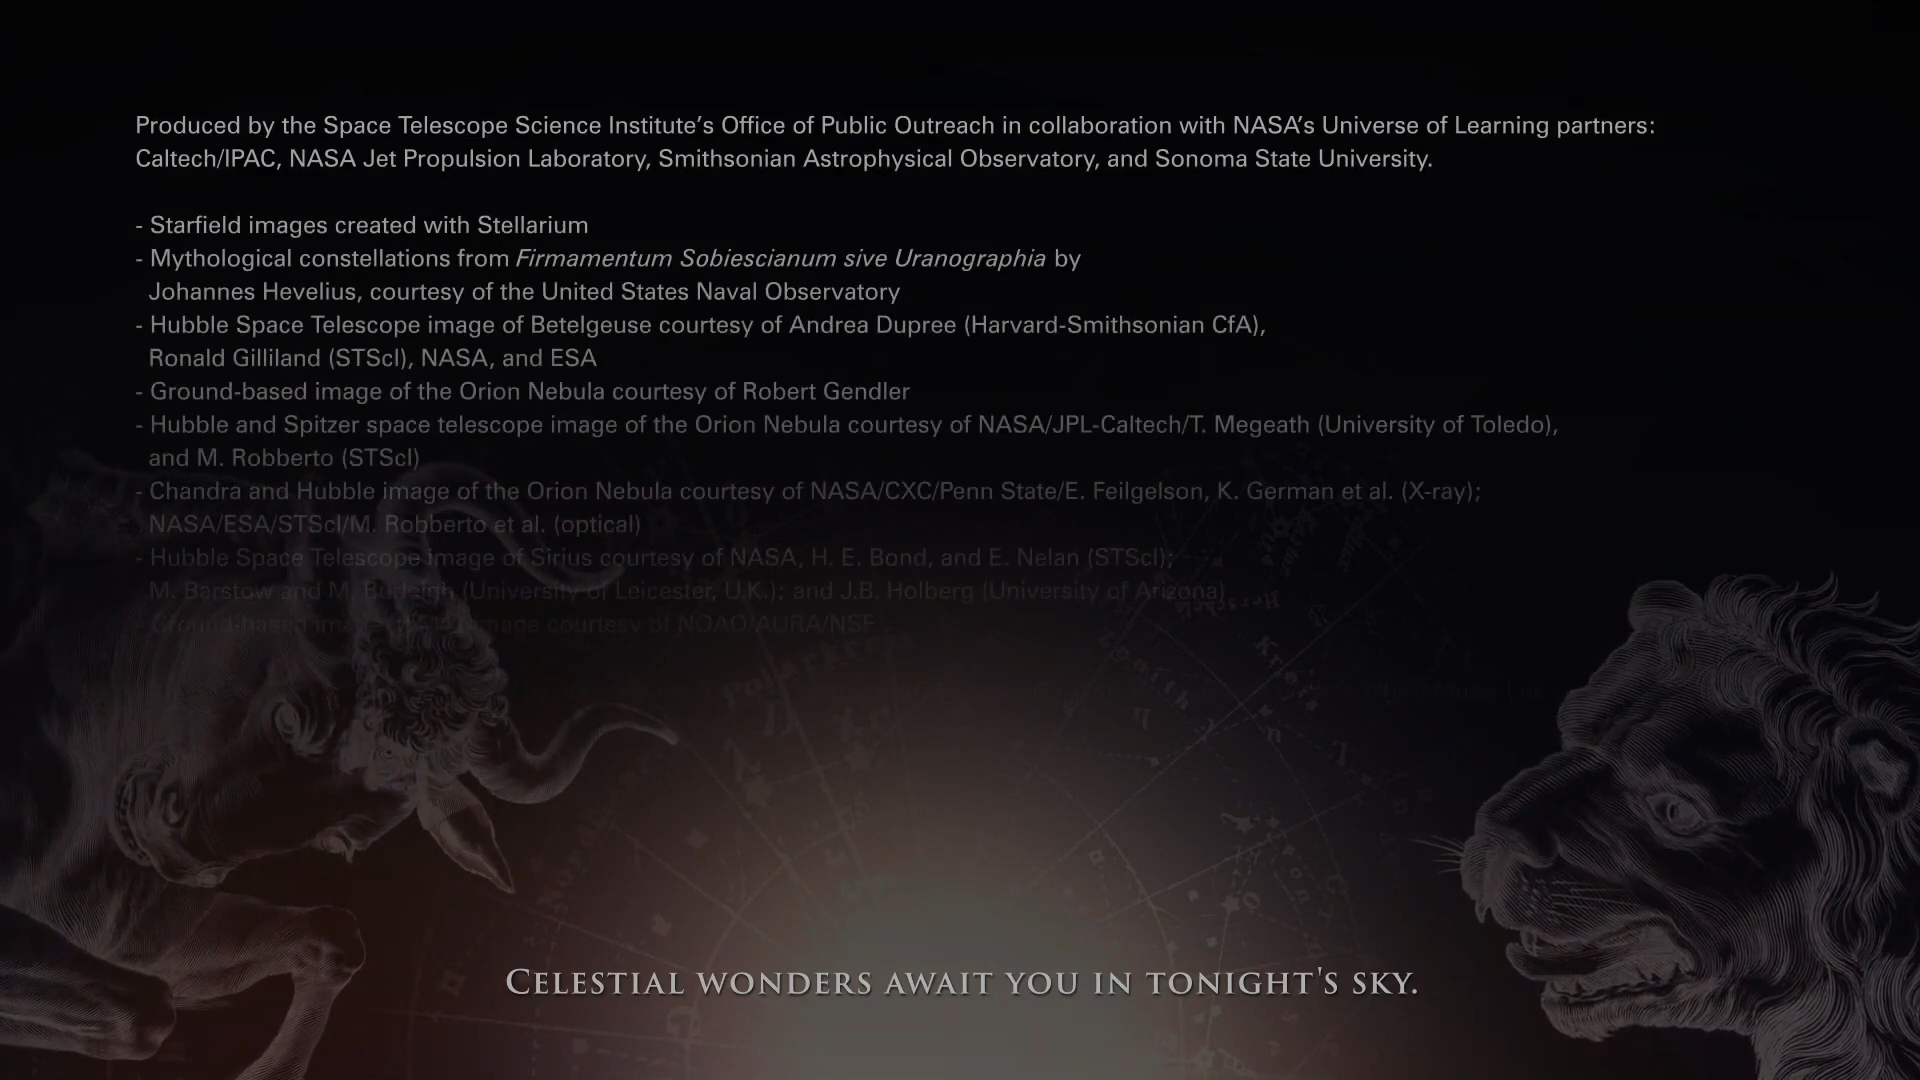 Produced by the Space Telescope Science Institute’s Office of Public Outreach in collaboration with NASA’s Universe of Learning partners:
Caltech/IPAC, NASA Jet Propulsion Laboratory, Smithsonian Astrophysical Observatory, and Sonoma State University.
- Starfield images created with Stellarium
- Mythological constellations from Firmamentum Sobiescianum sive Uranographia by
Johannes Hevelius, courtesy of the United States Naval Observatory
- Hubble Space Telescope image of Betelgeuse courtesy of Andrea Dupree (Harvard-Smithsonian CfA),
Ronald Gilliland (STScI), NASA, and ESA
- Ground-based image of the Orion Nebula courtesy of Robert Gendler
- Hubble and Spitzer space telescope image of the Orion Nebula courtesy of NASA/JPL-Caltech/T. Megeath (University of Toledo),
and M. Robberto (STScI)
- Chandra and Hubble image of the Orion Nebula courtesy of NASA/CXC/Penn State/E. Feilgelson, K. German et al. (X-ray);
NASA/ESA/STScI/M. Robberto et al. (optical)
- Hubble Space Telescope image of Sirius courtesy of NASA, H. E. Bond, and E. Nelan (STScI);
M. Barstow and M. Burleigh (University of Leicester, U.K.); and J.B. Holberg (University of Arizona)
- Ground-based image courtesy of NOAO/AURA/NSF
CELESTIAL WONDERS AWAIT YOU IN TONIGHT'S SKY.